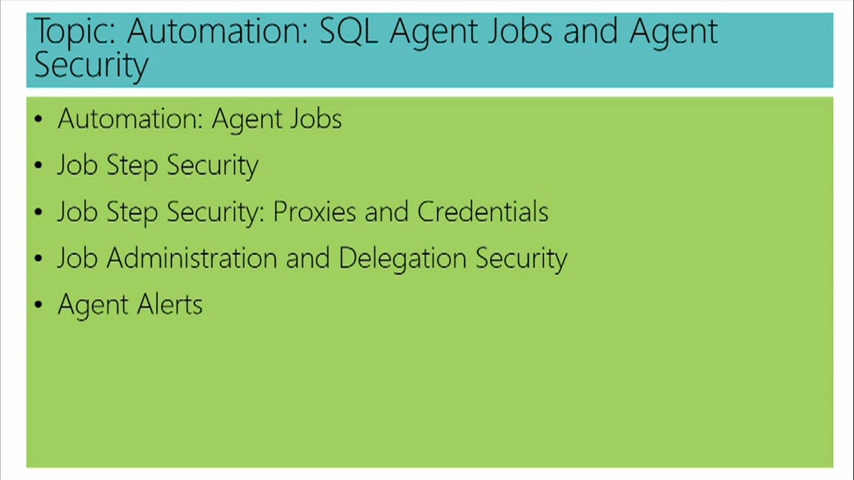 Topic: Automation: SQL Agent Jobs and Agent
Security
• Automation: Agent Jobs
• Job Step Security
• Job Step Security: Proxies and Credentials
• Job Administration and Delegation Security
• Agent Alerts